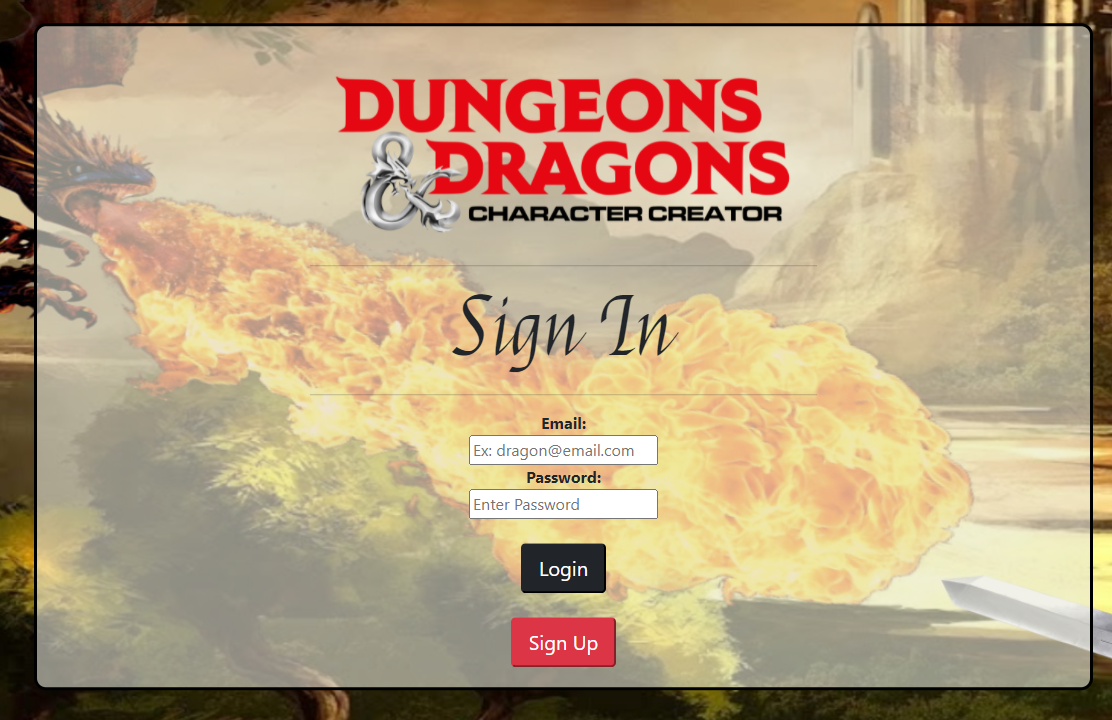 DUNGEONS
& DRAGONS
CHARACTER CREATOR
Sign In
Email:
Ex: dragon@email.com
Password:
Enter Password
Login
Sign Up